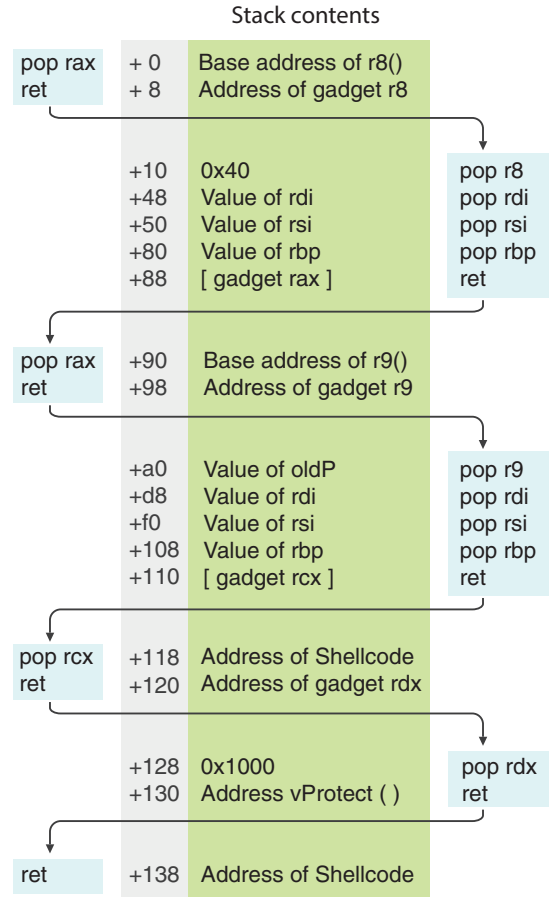 Stack contents
pop rax + 0 Base address of r8()
ret + 8 Address of gadget r8
+10 0x40 pop r8
+48 Value of rdi pop rdi
+50 Value of rsi pop rsi
+80 Value of rbp pop rbp
+88 [ gadget rax ] ret
pop rax +90 Base address of r9()
ret +98 Address of gadget r9
+a0 Value of oldP pop r9
+d8 Value of rdi pop rdi
+f0 Value of rsi pop rsi
+108 Value of rbp pop rbp
+110 [ gadget rcx ] ret
pop rcx +118 Address of Shellcode
ret +120 Address of gadget rdx
+128 0x1000 pop rdx
+130 Address vProtect ( ) ret
ret +138 Address of Shellcode